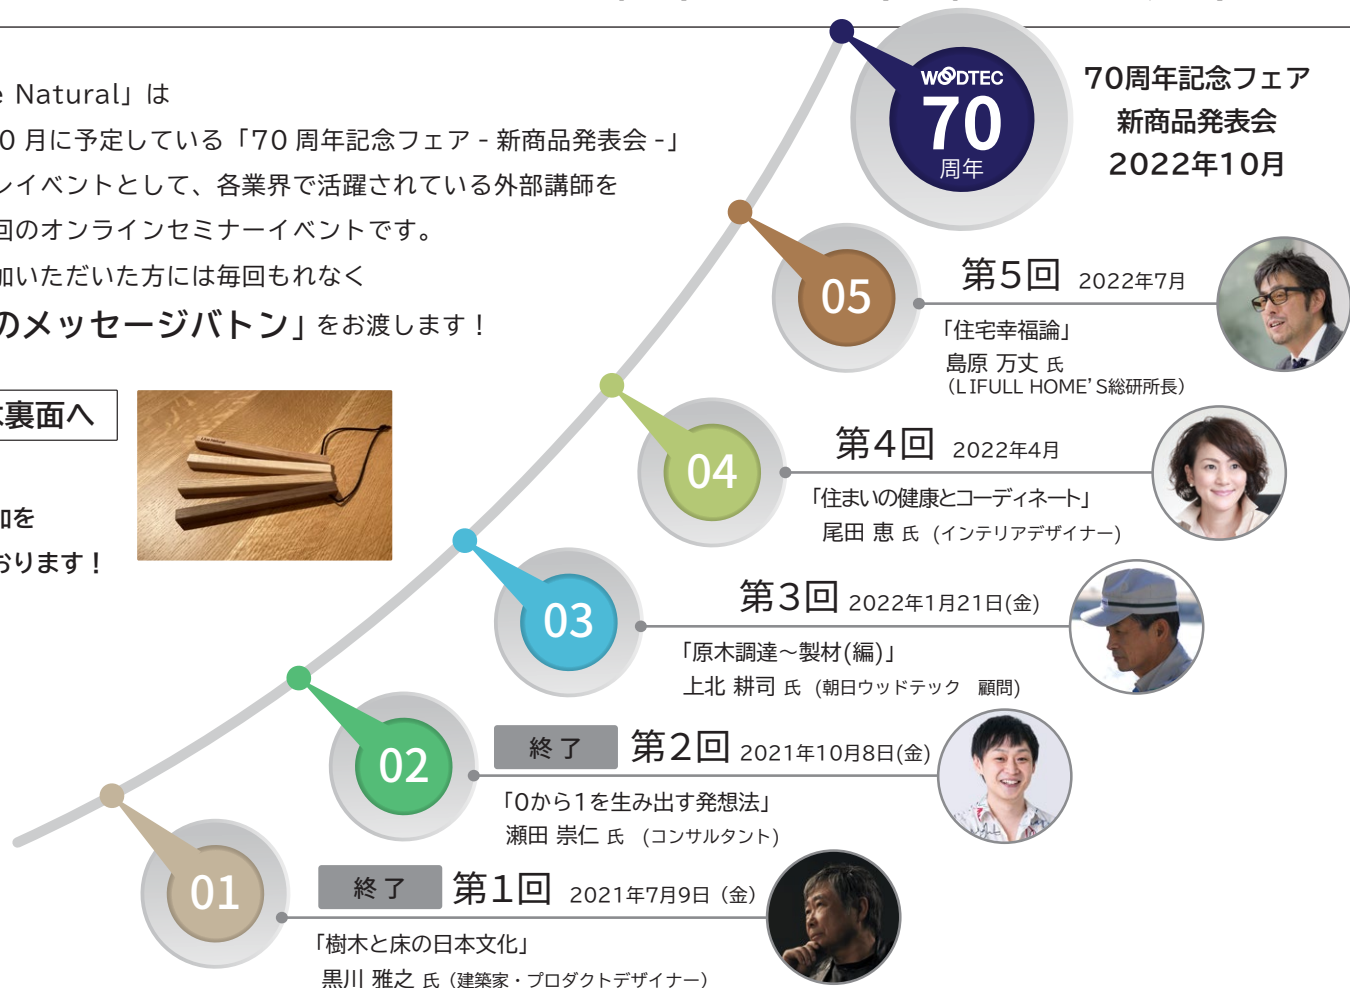 e Natural」は
0 月に予定している「70 周年記念フェア - 新商品発表会 -」
レイベントとして、各業界で活躍されている外部講師を
回のオンラインセミナーイベントです。
加いただいた方には毎回もれなく
のメッセージバトン」をお渡します！
裏面へ
加を
おります！
WOODTEC
70
周年
70周年記念フェア
新商品発表会
2022年10月
05
第5回 2022年7月
「住宅幸福論」
島原 万丈 氏
（LIFULL HOME'S総研所長）
04
第4回 2022年4月
「住まいの健康とコーディネート」
尾田 恵 氏 (インテリアデザイナー)
03
第3回 2022年1月21日(金)
「原木調達～製材(編)」
上北 耕司 氏 (朝日ウッドテック　顧問)
02
終了 第2回 2021年10月8日(金)
「0から1を生み出す発想法」
瀬田 崇仁 氏 (コンサルタント)
01
終了 第1回 2021年7月9日（金）
「樹木と床の日本文化」
黒川 雅之 氏（建築家・プロダクトデザイナー）